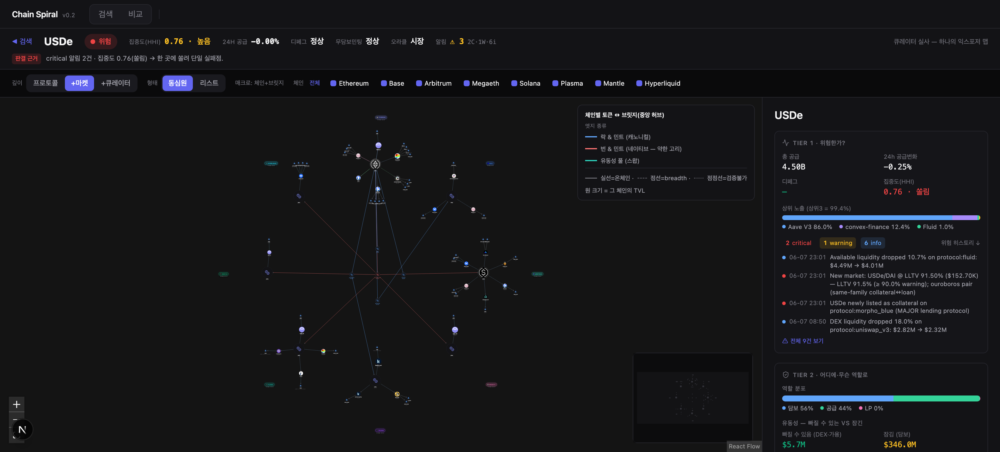 Chain Spiral v0.2 검색 비교
◀ 검색 USDe 위험 집중도(HHI) 0.76 · 높음 24H 공급 −0.00% 디페그 정상 무담보민팅 정상 오라클 시장 알림 ⚠ 3 2C·1W·6i 큐레이터 실사 — 하나의 익스포저 맵
판결 근거 critical 알림 2건 · 집중도 0.76(쏠림) → 한 곳에 쏠려 단일 실패점.
깊이 프로토콜 +마켓 +큐레이터 형태 동심원 리스트 매크로: 체인+브릿지 체인 전체 Ethereum Base Arbitrum Megaeth Solana Plasma Mantle Hyperliquid
체인별 토큰 ↔ 브릿지(중앙 허브)
엣지 종류
락 & 민트 (캐노니컬)
번 & 민트 (네이티브 — 약한 고리)
유동성 풀 (스왑)
실선=온체인 · 점선=breadth · 점점선=검증불가
원 크기 = 그 체인의 TVL
React Flow
USDe
TIER 1 · 위험한가?
총 공급 24h 공급변화
4.50B −0.25%
디페그 집중도(HHI)
— 0.76 · 쏠림
상위 노출 (상위3 = 99.4%)
Aave V3 86.0% convex-finance 12.4% Fluid 1.0%
2 critical 1 warning 6 info 위험 히스토리 ↓
06-07 23:01 Available liquidity dropped 10.7% on protocol:fluid:
$4.49M → $4.01M
06-07 23:01 New market: USDe/DAI @ LLTV 91.50% ($152.70K)
— LLTV 91.5% (≥ 90.0% warning); ouroboros pair
(same-family collateral↔loan)
06-07 23:01 USDe newly listed as collateral on
protocol:morpho_blue (MAJOR lending protocol)
06-07 08:50 DEX liquidity dropped 18.0% on
protocol:uniswap_v3: $2.82M → $2.32M
전체 9건 보기
TIER 2 · 어디에·무슨 역할로
역할 분포
담보 56% 공급 44% LP 0%
유동성 — 빠질 수 있는 VS 잠긴
빠질 수 있음 (DEX·가용) 잠김 (담보)
$5.7M $346.0M